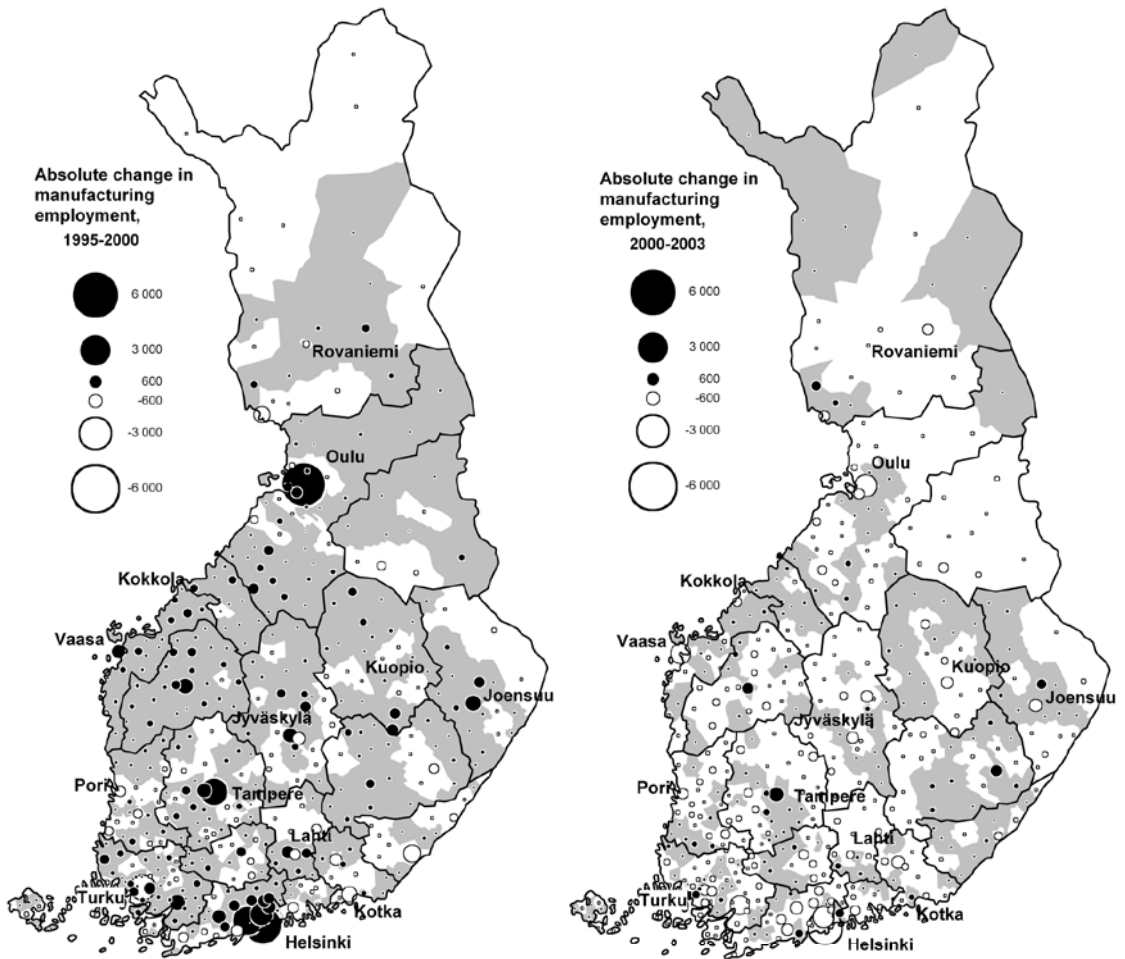 Absolute change in
manufacturing
employment,
1995-2000
6 000
3 000
600
-600
-3 000
-6 000
Rovaniemi
Oulu
Kokkola
Vaasa
Kuopio
Joensuu
Jyväskylä
Pori
Tampere
Lahti
Turku
Kotka
Helsinki
Absolute change in
manufacturing
employment,
2000-2003
6 000
3 000
600
-600
-3 000
-6 000
Rovaniemi
Oulu
Kokkola
Vaasa
Kuopio
Joensuu
Jyväskylä
Pori
Tampere
Lahti
Turku
Kotka
Helsinki